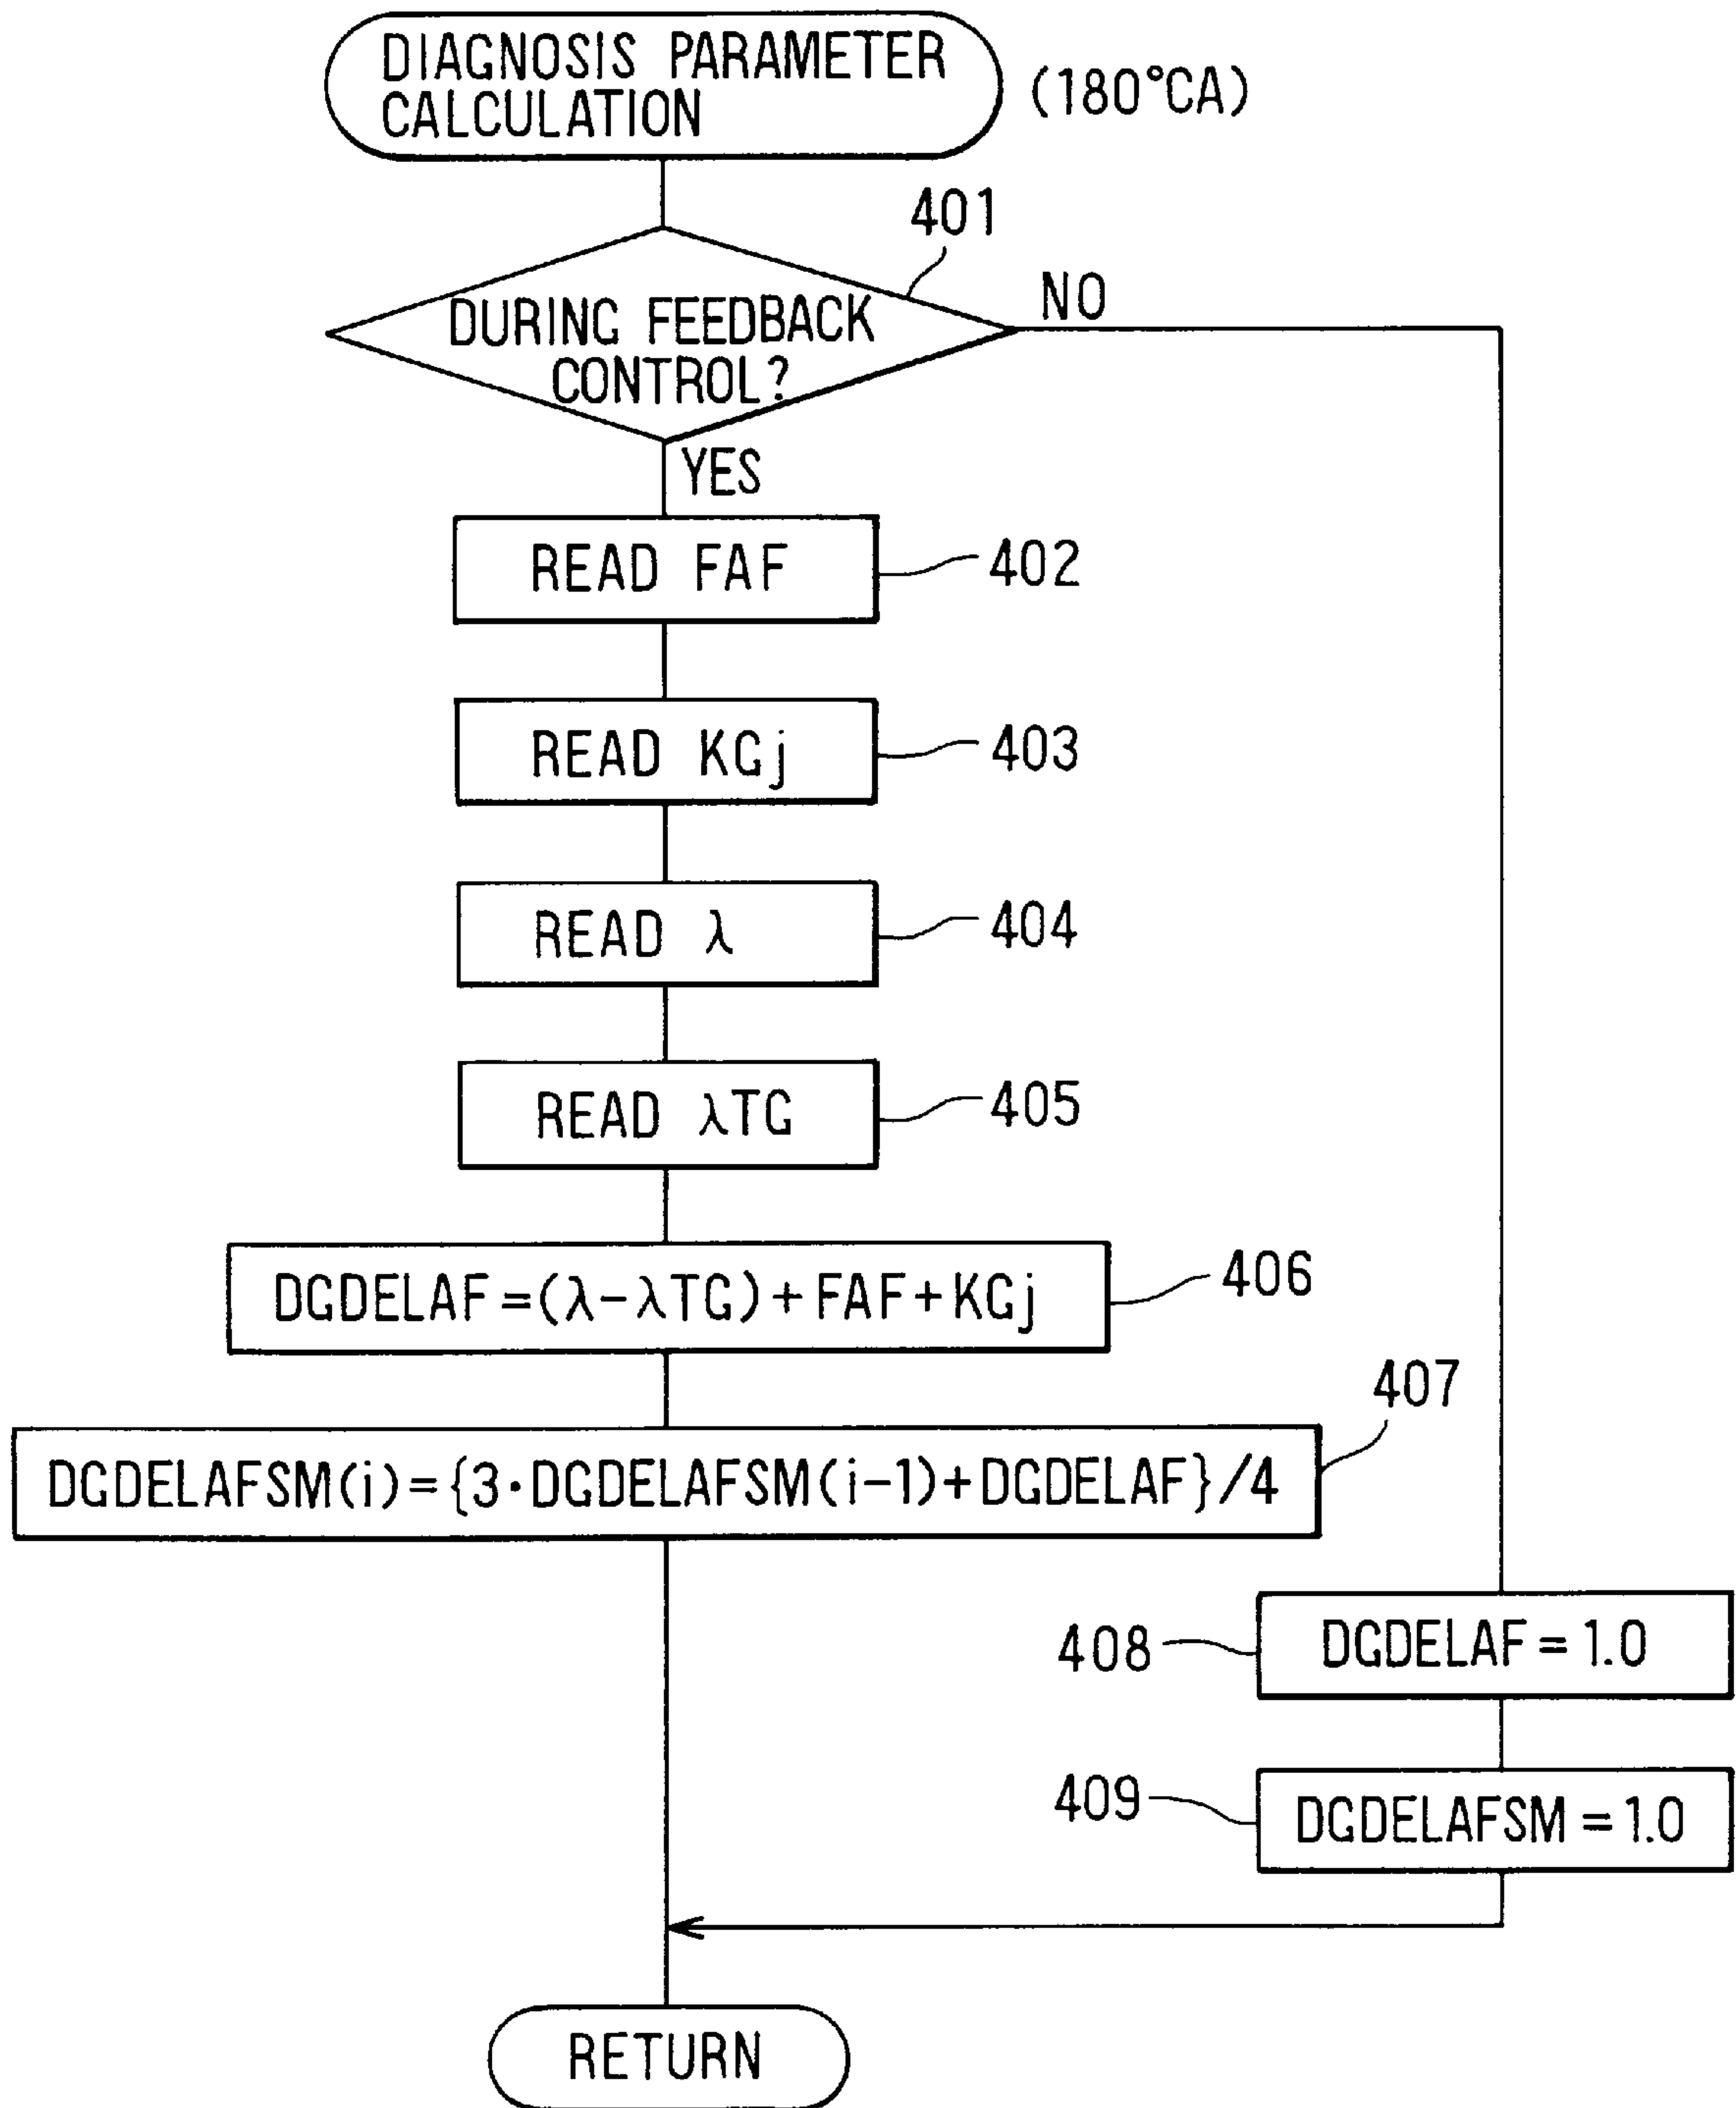 DIAGNOSIS PARAMETER
CALCULATION
(180°CA)
401
DURING FEEDBACK
CONTROL?
NO
YES
READ FAF
402
READ KGj
403
READ λ
404
READ λTG
405
DGDELAF=(λ-λTG)+FAF+KGj
406
407
DGDELAFSM(i)={3·DGDELAFSM(i-1)+DGDELAF}/4
408
DGDELAF=1.0
409
DGDELAFSM=1.0
RETURN